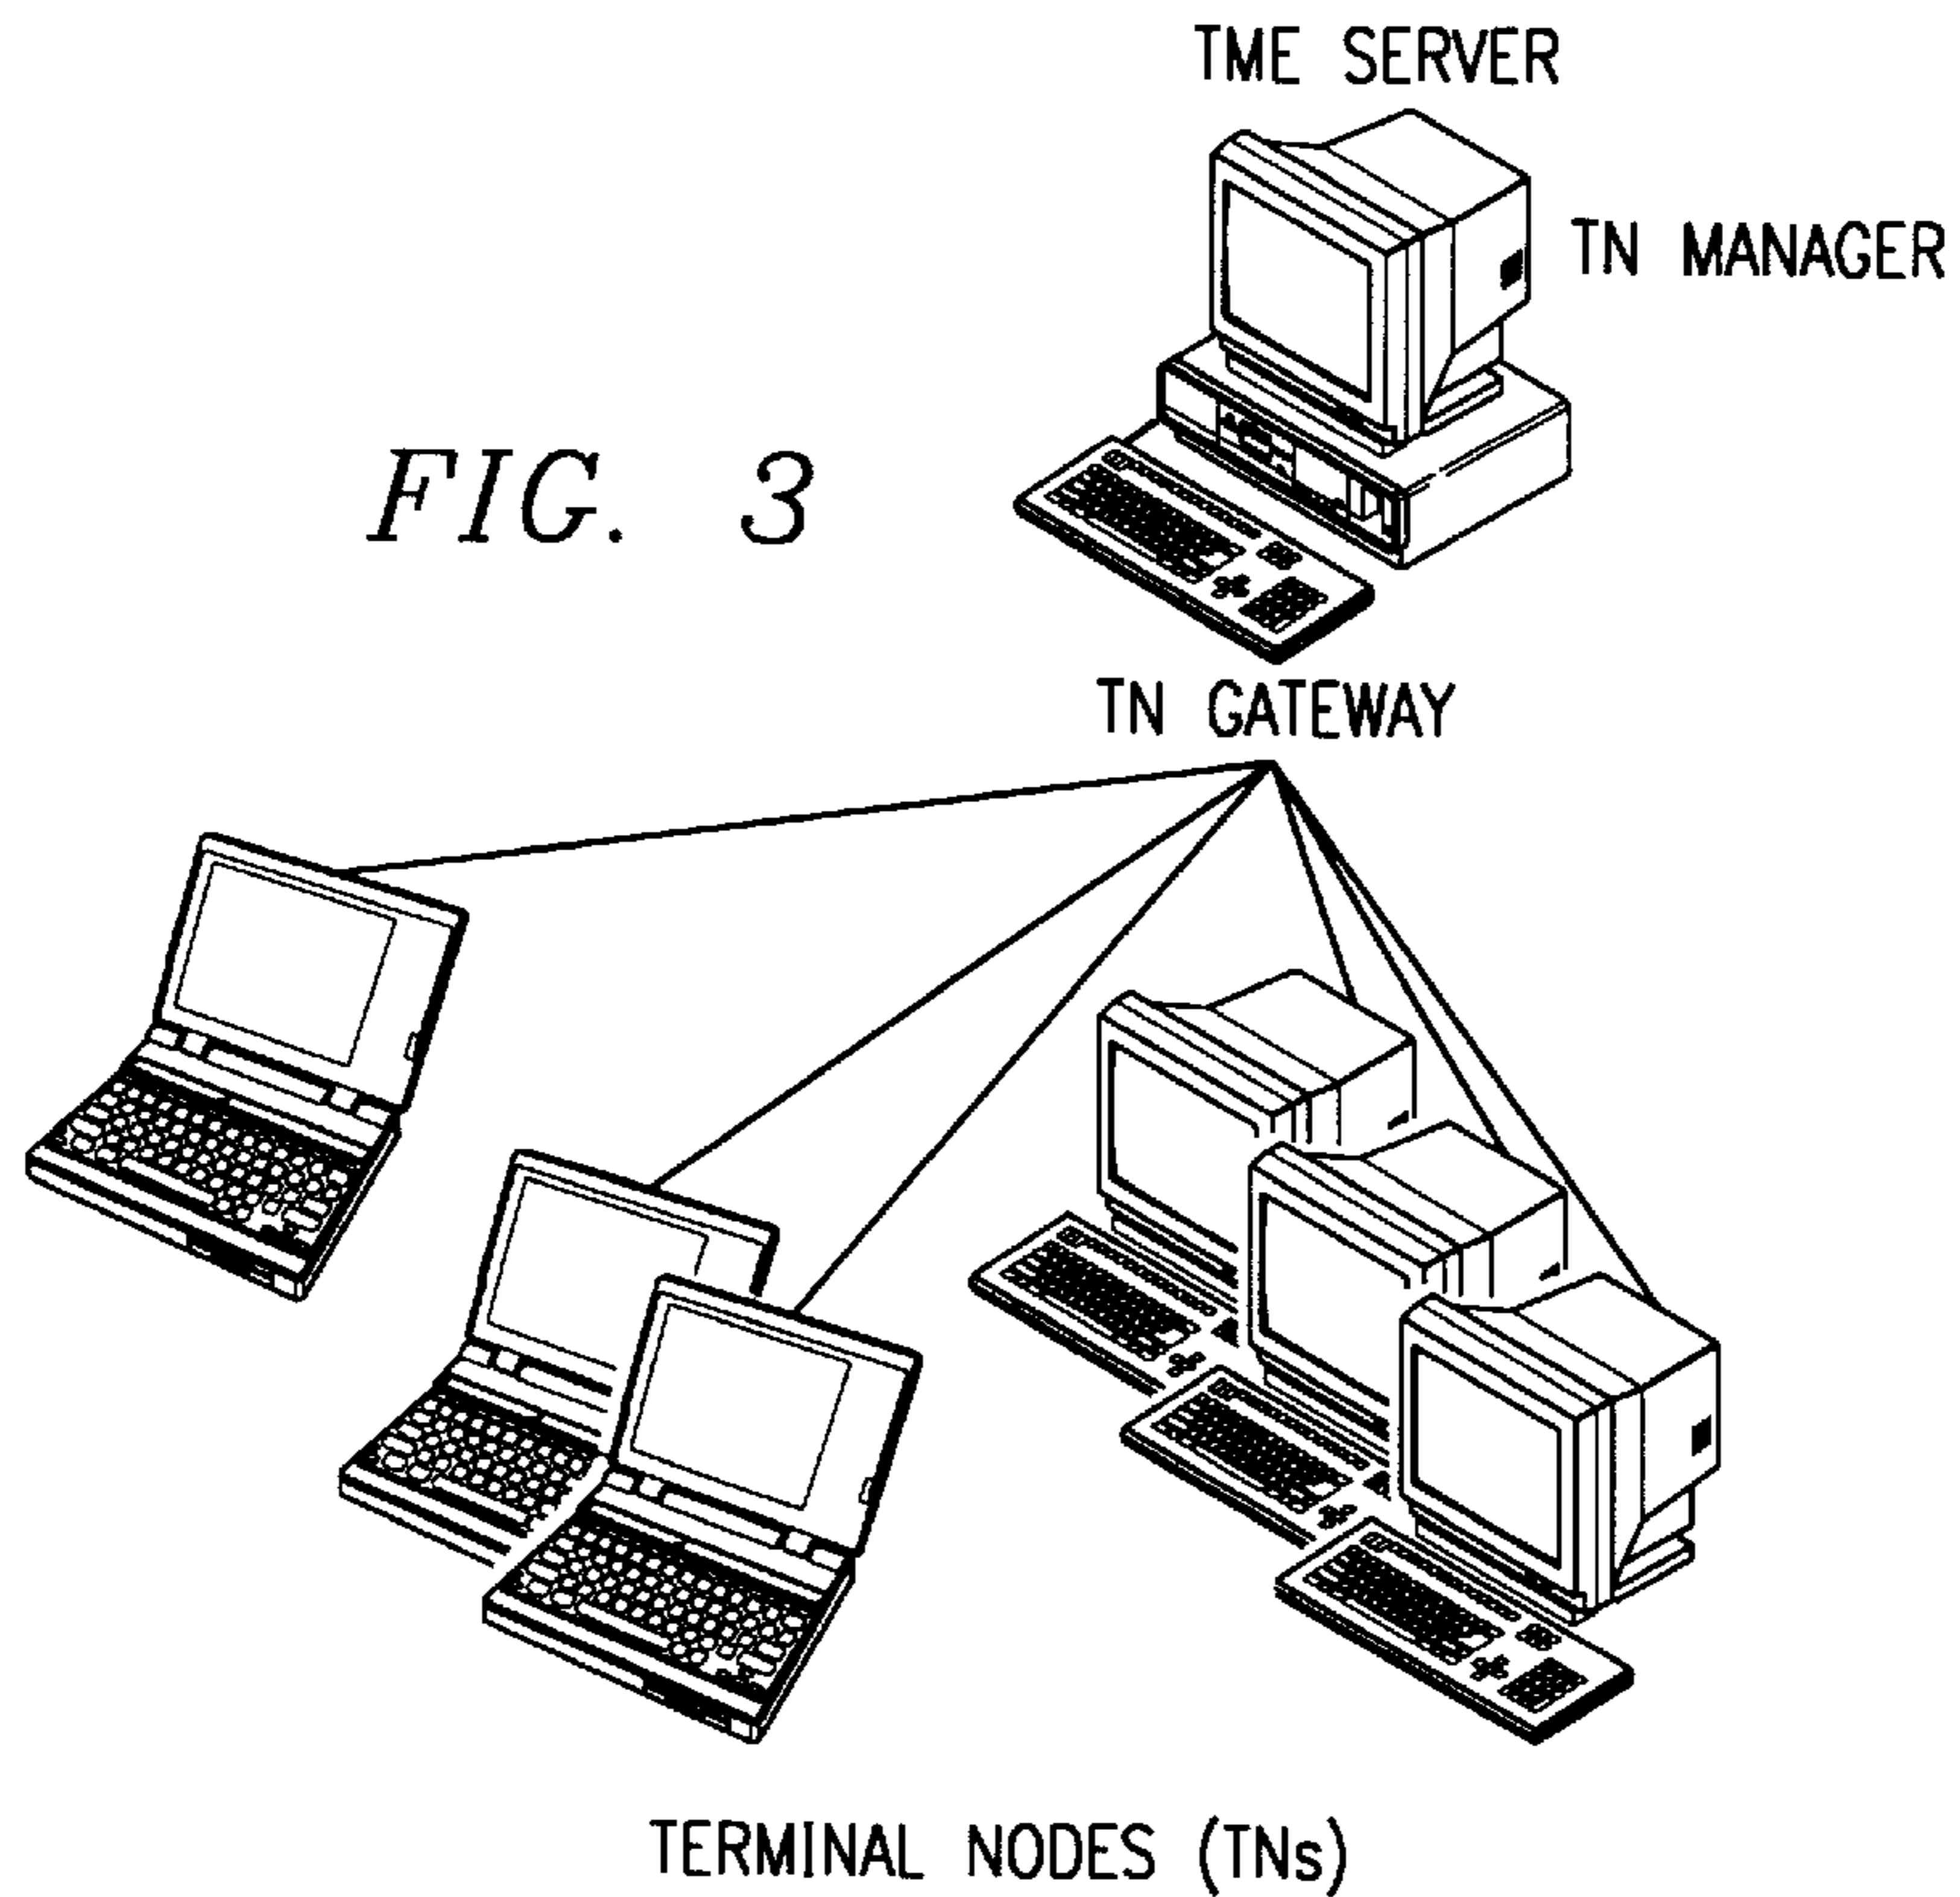 TME SERVER
TN MANAGER
FIG. 3
TN GATEWAY
TERMINAL NODES (TNs)